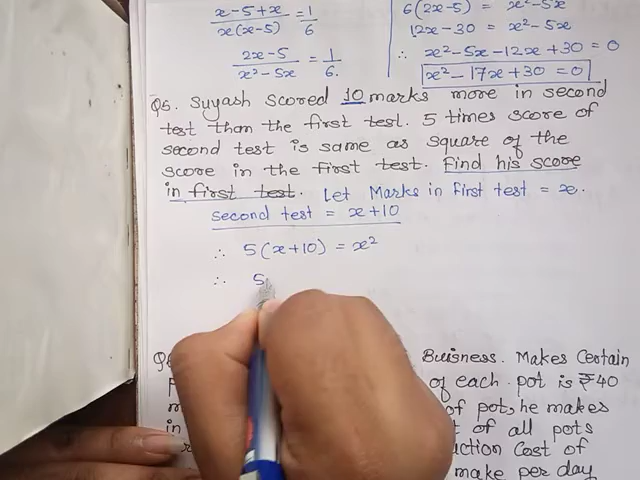 x-5+x / x(x-5) = 1/6
2x-5 / x²-5x = 1/6.
6(2x-5) = x²-5x
12x-30 = x²-5x
∴ x²-5x-12x+30 = 0
x²-17x+30 = 0
Q5. Suyash scored 10 marks more in second
test than the first test. 5 times score of
second test is same as square of the
score in the first test. Find his score
in first test. Let Marks in first test = x.
second test = x+10
∴ 5(x+10) = x²
∴ 5
Buisness. Makes Certain
of each pot is ₹40
of pot, he makes
of all pots
Cost of
make per day